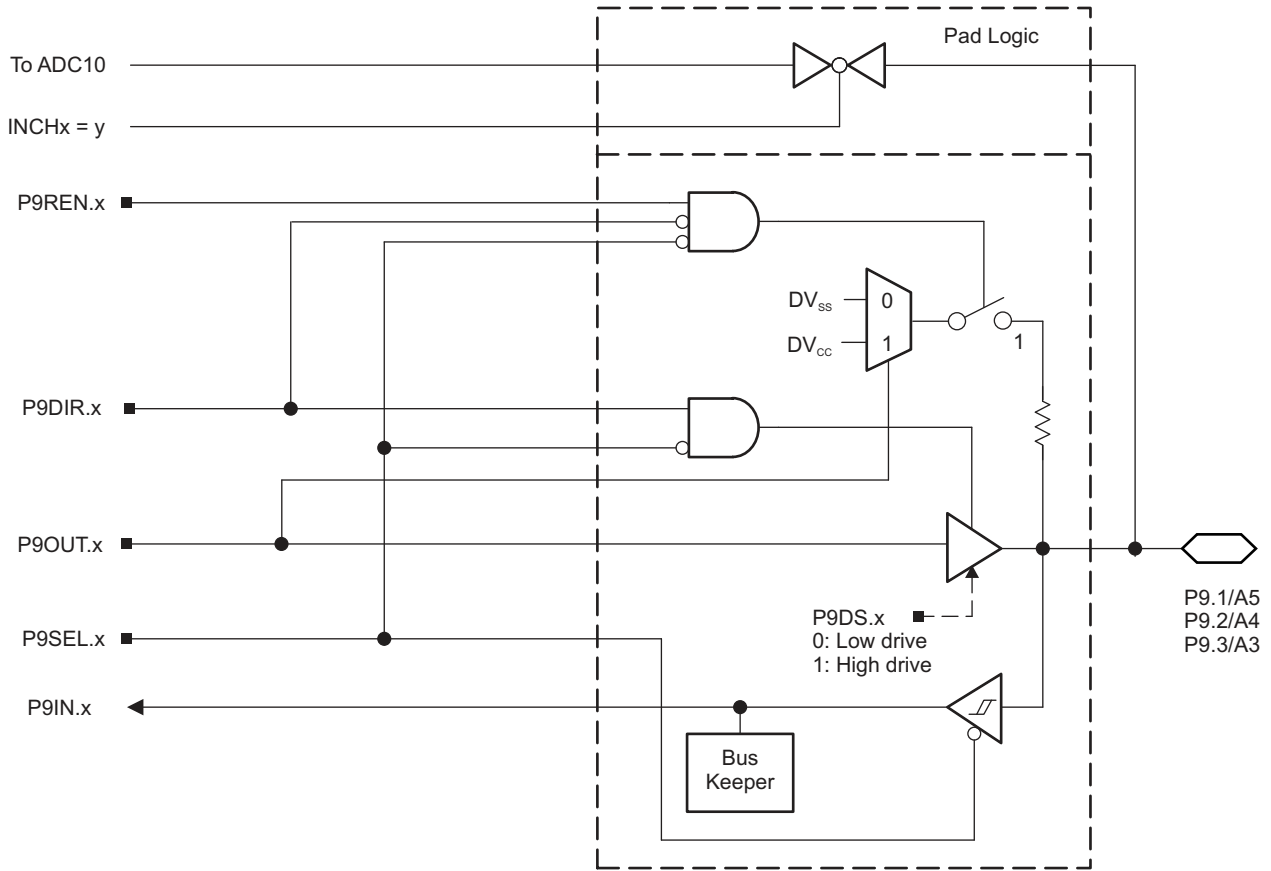 Pad Logic
To ADC10
INCHx = y
P9REN.x
DVSS
0
DVCC
1
1
P9DIR.x
P9OUT.x
P9DS.x
0: Low drive
1: High drive
P9.1/A5
P9.2/A4
P9.3/A3
P9SEL.x
P9IN.x
Bus
Keeper